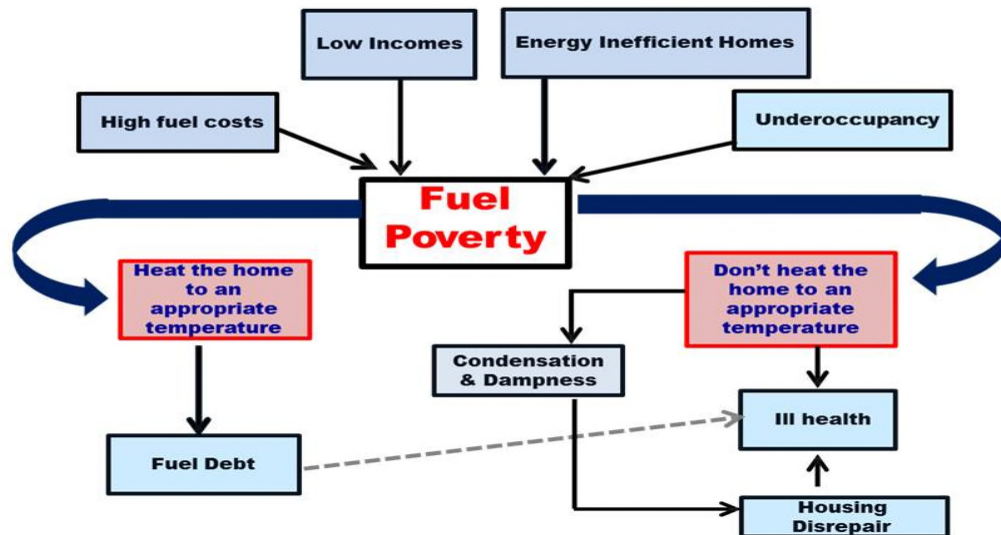 Low Incomes
Energy Inefficient Homes
High fuel costs
Underoccupancy
Fuel
Poverty
Heat the home
to an
appropriate
temperature
Don’t heat the
home to an
appropriate
temperature
Condensation
& Dampness
Ill health
Fuel Debt
Housing
Disrepair